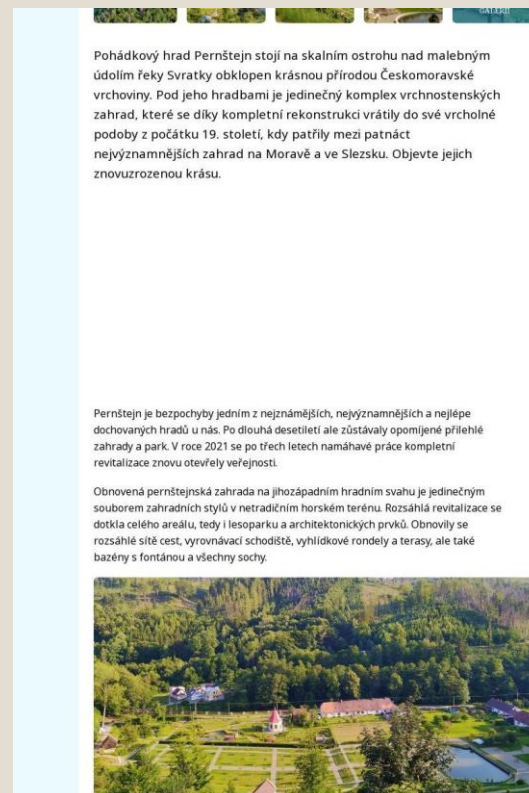 GALERIE
Pohádkový hrad Pernštejn stojí na skalním ostrohu nad malebným
údolím řeky Svratky obklopen krásnou přírodou Českomoravské
vrchoviny. Pod jeho hradbami je jedinečný komplex vrchnostenských
zahrad, které se díky kompletní rekonstrukci vrátily do své vrcholné
podoby z počátku 19. století, kdy patřily mezi patnáct
nejvýznamnějších zahrad na Moravě a ve Slezsku. Objevte jejich
znovuzrozenou krásu.
Pernštejn je bezpochyby jedním z nejznámějších, nejvýznamnějších a nejlépe
dochovaných hradů u nás. Po dlouhá desetiletí ale zůstávaly opomíjené přilehlé
zahrady a park. V roce 2021 se po třech letech namáhavé práce kompletní
revitalizace znovu otevřely veřejnosti.
Obnovená pernštejnská zahrada na jihozápadním hradním svahu je jedinečným
souborem zahradních stylů v netradičním horském terénu. Rozsáhlá revitalizace se
dotkla celého areálu, tedy i lesoparku a architektonických prvků. Obnovily se
rozsáhlé sítě cest, vyrovnávací schodiště, vyhlídkové rondely a terasy, ale také
bazény s fontánou a všechny sochy.